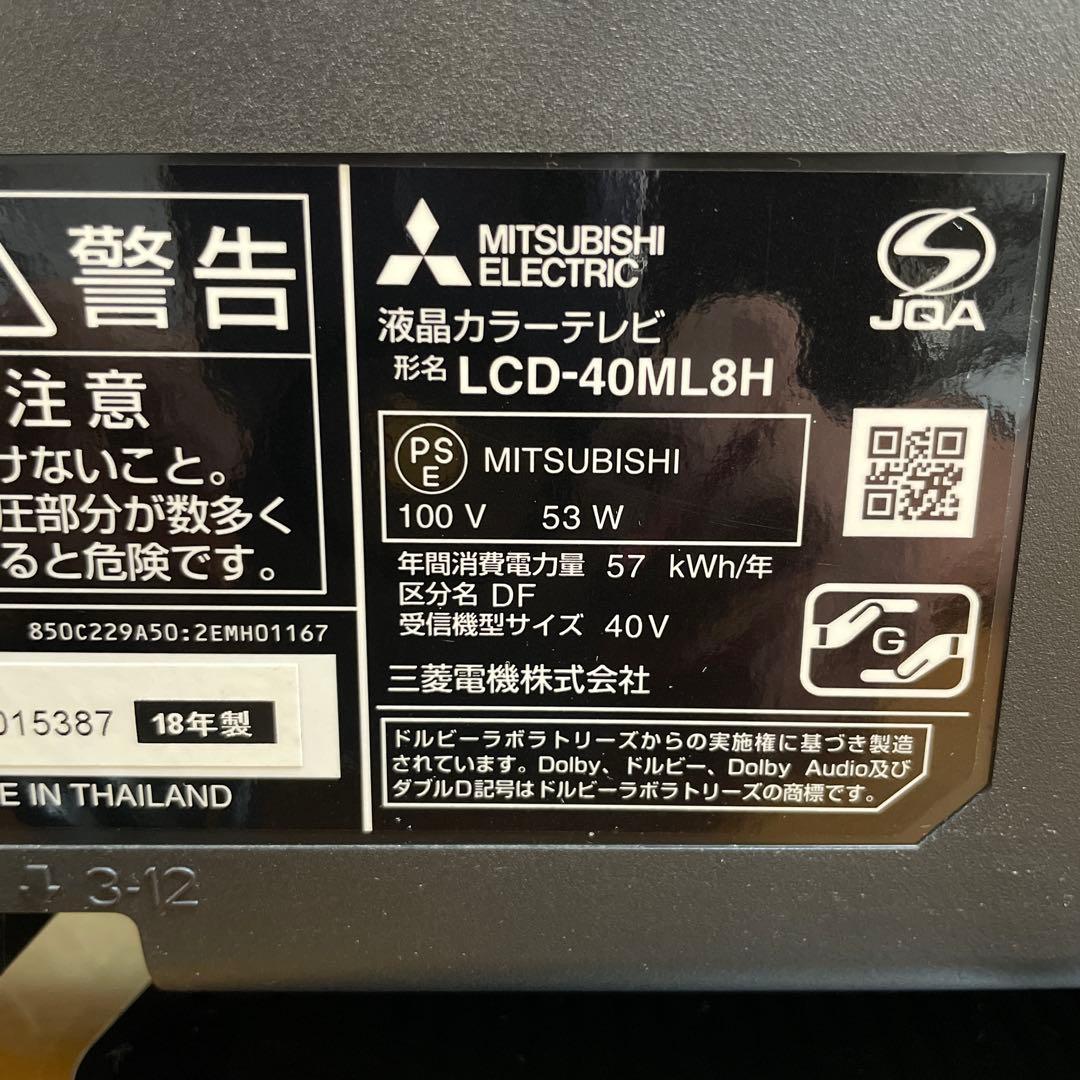 警告
注意
けないこと。
圧部分が数多く
ると危険です。
850C229A50:2EMH01167
015387 18年製
E IN THAILAND
MITSUBISHI
ELECTRIC
JQA
液晶カラーテレビ
形名 LCD-40ML8H
PS
E
MITSUBISHI
100 V 53 W
年間消費電力量 57 kWh/年
区分名 DF
受信機型サイズ 40V
G
三菱電機株式会社
ドルビーラボラトリーズからの実施権に基づき製造
されています。Dolby、ドルビー、Dolby Audio及び
ダブルD記号はドルビーラボラトリーズの商標です。
3-12